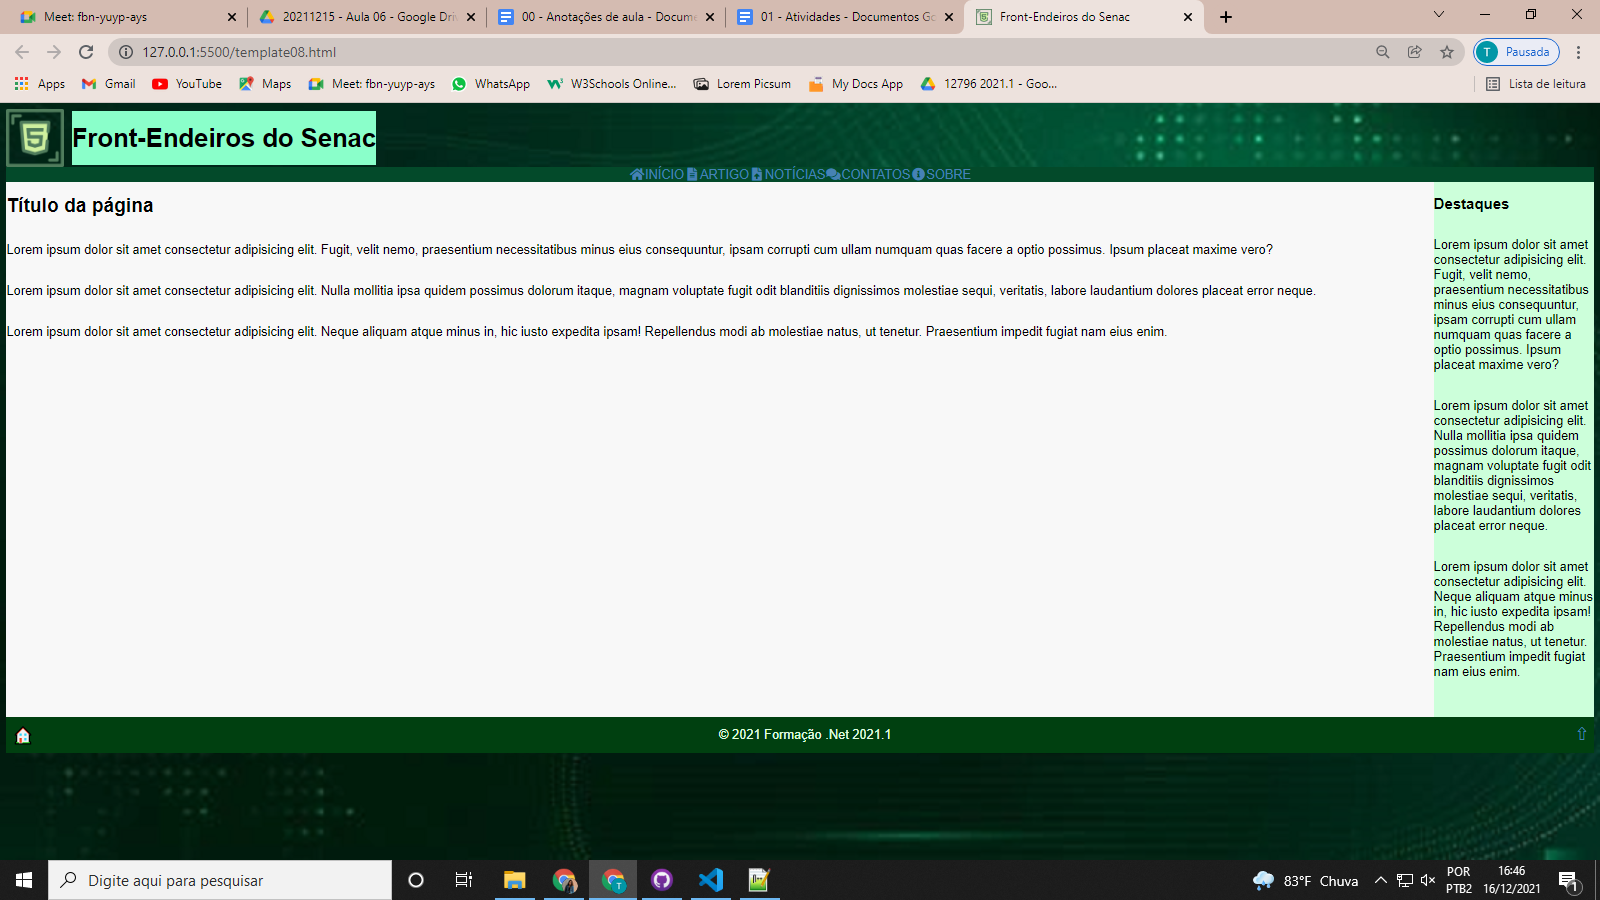 Meet: fbn-yuyp-ays
20211215 - Aula 06 - Google Dri
00 - Anotações de aula - Docume
01 - Atividades - Documentos Go
Front-Endeiros do Senac
127.0.0.1:5500/template08.html
T Pausada
Apps
Gmail
YouTube
Maps
Meet: fbn-yuyp-ays
WhatsApp
W3Schools Online...
Lorem Picsum
My Docs App
12796 2021.1 - Goo...
Lista de leitura
5
Front-Endeiros do Senac
INÍCIO
ARTIGO
NOTÍCIAS
CONTATOS
SOBRE
Título da página
Lorem ipsum dolor sit amet consectetur adipisicing elit. Fugit, velit nemo, praesentium necessitatibus minus eius consequuntur, ipsam corrupti cum ullam numquam quas facere a optio possimus. Ipsum placeat maxime vero?
Lorem ipsum dolor sit amet consectetur adipisicing elit. Nulla mollitia ipsa quidem possimus dolorum itaque, magnam voluptate fugit odit blanditiis dignissimos molestiae sequi, veritatis, labore laudantium dolores placeat error neque.
Lorem ipsum dolor sit amet consectetur adipisicing elit. Neque aliquam atque minus in, hic iusto expedita ipsam! Repellendus modi ab molestiae natus, ut tenetur. Praesentium impedit fugiat nam eius enim.
Destaques
Lorem ipsum dolor sit amet
consectetur adipisicing elit.
Fugit, velit nemo,
praesentium necessitatibus
minus eius consequuntur,
ipsam corrupti cum ullam
numquam quas facere a
optio possimus. Ipsum
placeat maxime vero?
Lorem ipsum dolor sit amet
consectetur adipisicing elit.
Nulla mollitia ipsa quidem
possimus dolorum itaque,
magnam voluptate fugit odit
blanditiis dignissimos
molestiae sequi, veritatis,
labore laudantium dolores
placeat error neque.
Lorem ipsum dolor sit amet
consectetur adipisicing elit.
Neque aliquam atque minus
in, hic iusto expedita ipsam!
Repellendus modi ab
molestiae natus, ut tenetur.
Praesentium impedit fugiat
nam eius enim.
© 2021 Formação .Net 2021.1
Digite aqui para pesquisar
T
83°F Chuva
POR
PTB2
16:46
16/12/2021
1